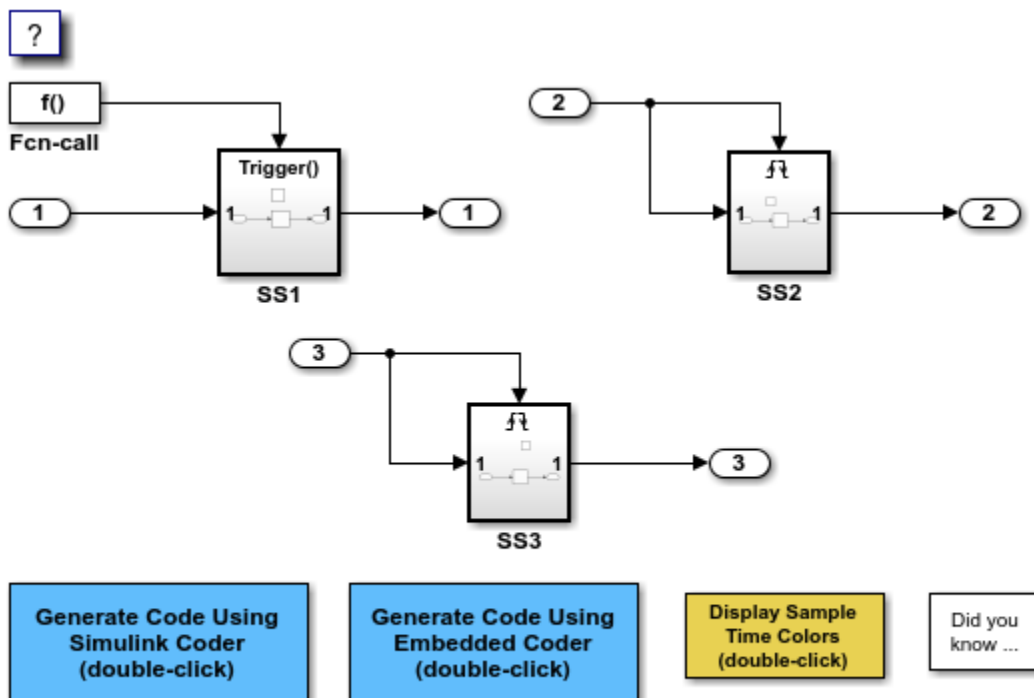 ?
f()
Fcn-call
Trigger()
1
1
1
1
SS1
2
1
1
2
SS2
3
1
1
3
SS3
Generate Code Using
Simulink Coder
(double-click)
Generate Code Using
Embedded Coder
(double-click)
Display Sample
Time Colors
(double-click)
Did you
know ...